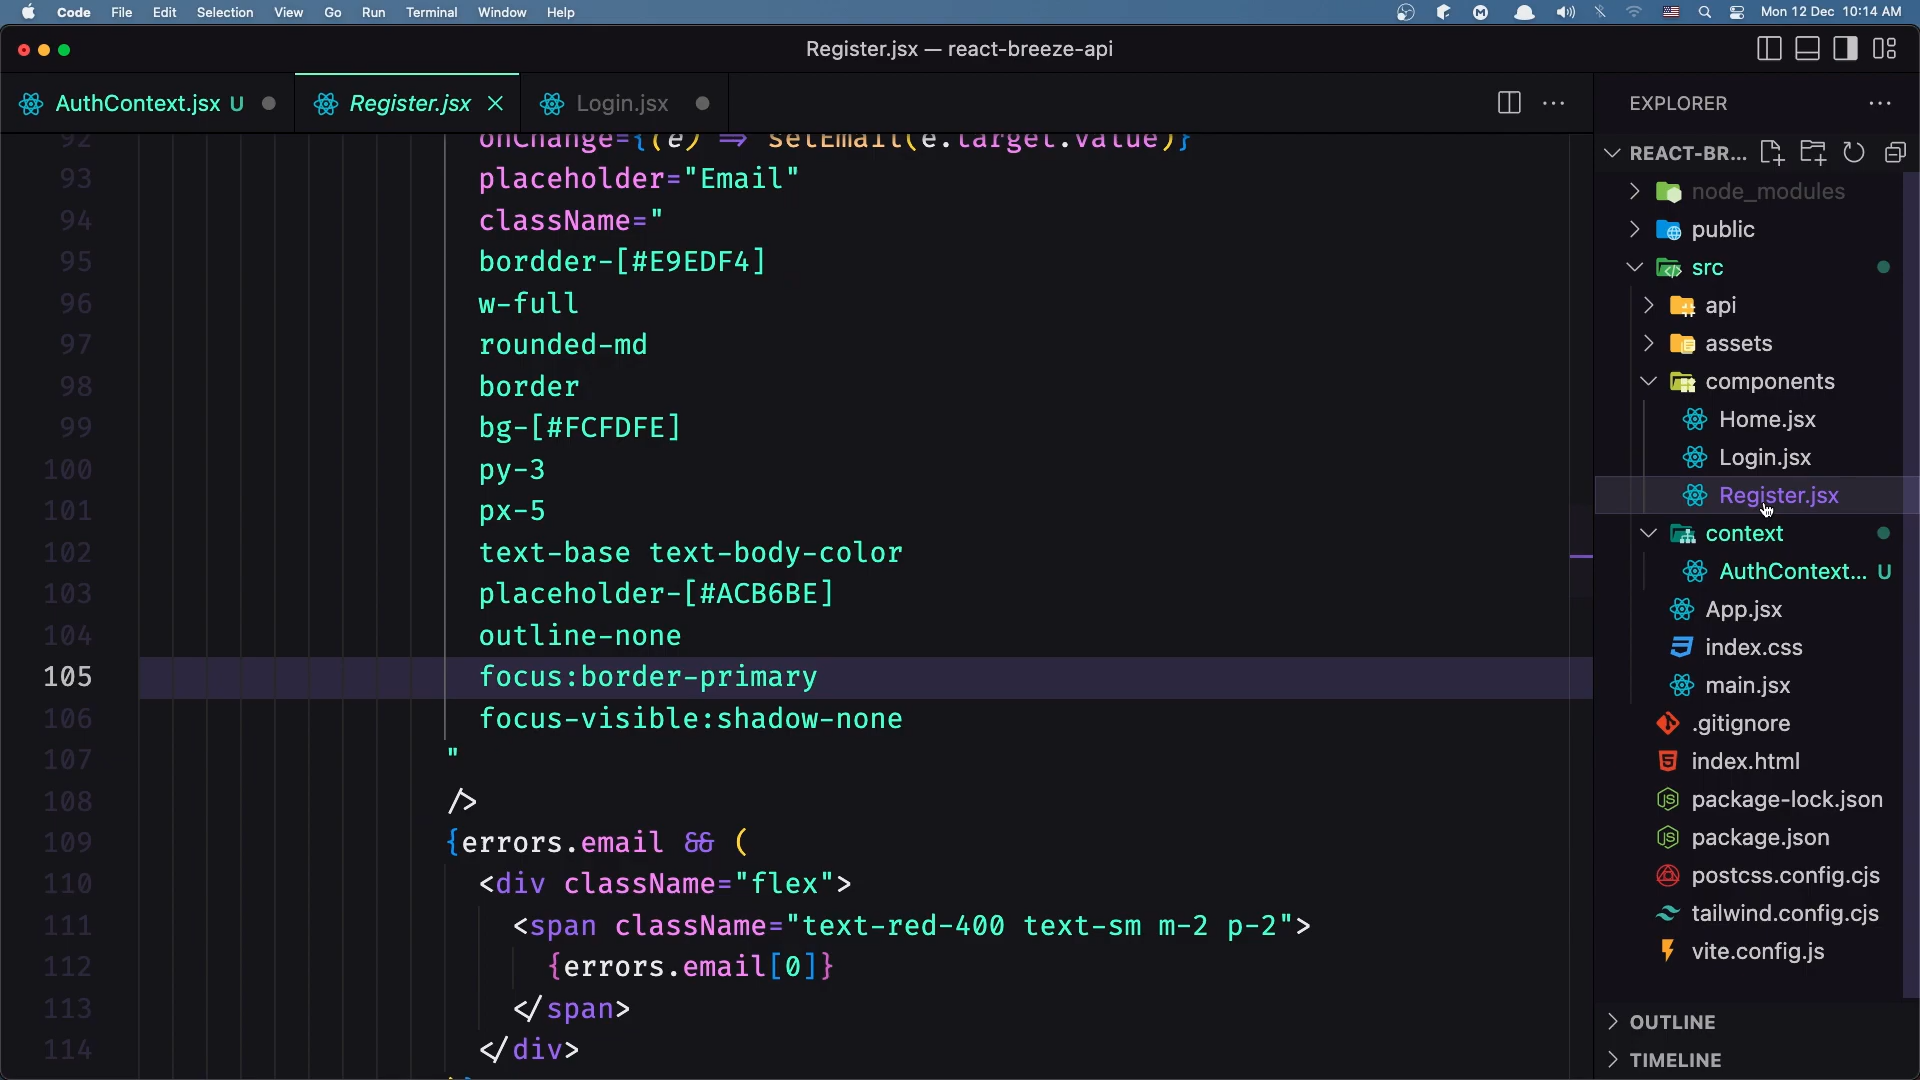 Code File Edit Selection View Go Run Terminal Window Help
Mon 12 Dec 10:14 AM
Register.jsx — react-breeze-api
AuthContext.jsx U
Register.jsx
Login.jsx
92 onChange={(e) => setEmail(e.target.value)}
93 placeholder="Email"
94 className="
95 bordder-[#E9EDF4]
96 w-full
97 rounded-md
98 border
99 bg-[#FCFDFE]
100 py-3
101 px-5
102 text-base text-body-color
103 placeholder-[#ACB6BE]
104 outline-none
105 focus:border-primary
106 focus-visible:shadow-none
107 "
108 />
109 {errors.email && (
110 <div className="flex">
111 <span className="text-red-400 text-sm m-2 p-2">
112 {errors.email[0]}
113 </span>
114 </div>
EXPLORER
REACT-BR...
node_modules
public
src
api
assets
components
Home.jsx
Login.jsx
Register.jsx
context
AuthContext... U
App.jsx
index.css
main.jsx
.gitignore
index.html
package-lock.json
package.json
postcss.config.cjs
tailwind.config.cjs
vite.config.js
OUTLINE
TIMELINE